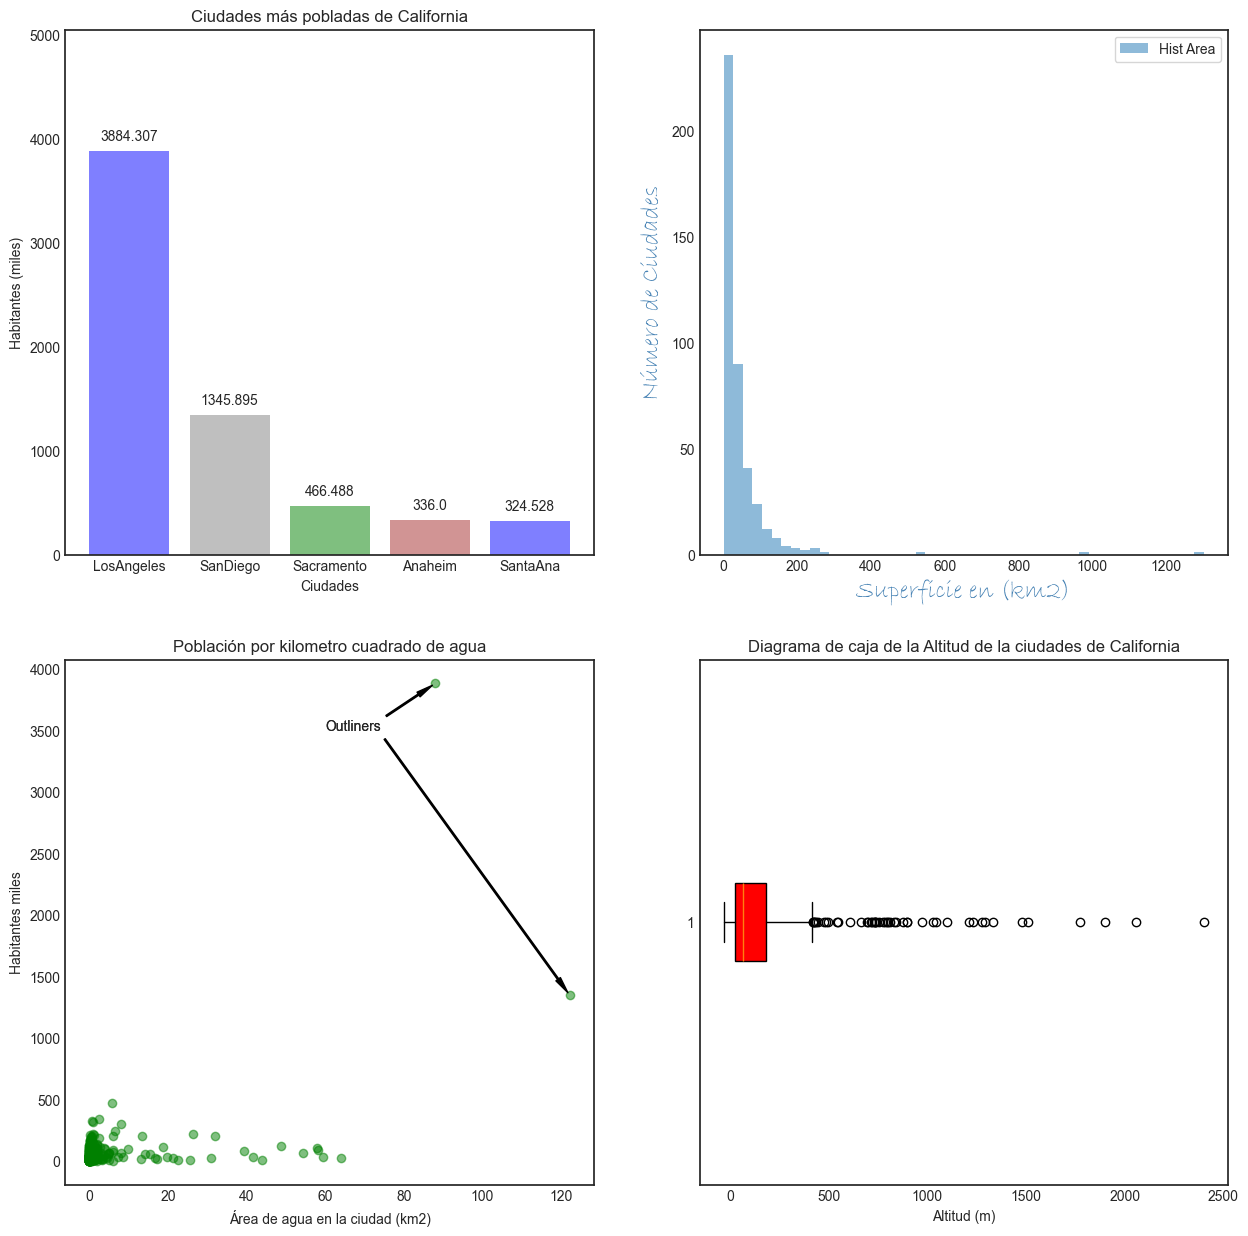 Ciudades más pobladas de California
5000
4000
3000
2000
1000
0
Habitantes (miles)
3884.307
1345.895
466.488
336.0
324.528
LosAngeles SanDiego Sacramento Anaheim SantaAna
Ciudades
Hist Area
200
150
100
50
0
Número de Ciudades
0 200 400 600 800 1000 1200
Superficie en (km2)
Población por kilometro cuadrado de agua
4000
3500
3000
2500
2000
1500
1000
500
0
Habitantes miles
Outliners
0 20 40 60 80 100 120
Área de agua en la ciudad (km2)
Diagrama de caja de la Altitud de la ciudades de California
1
0 500 1000 1500 2000 2500
Altitud (m)